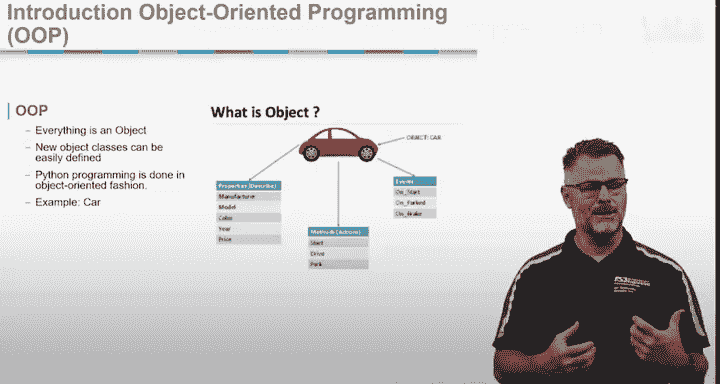 Introduction Object-Oriented Programming
(OOP)
OOP
– Everything is an Object
– New object classes can be
easily defined
– Python programming is done in
object-oriented fashion.
– Example: Car
What is Object ?
OBJECT: CAR
Properties (Describe)
Manufacture
Model
Color
Year
Price
Methods (Actions)
Start
Drive
Park
Events
On_Start
On_Parked
On_Brake